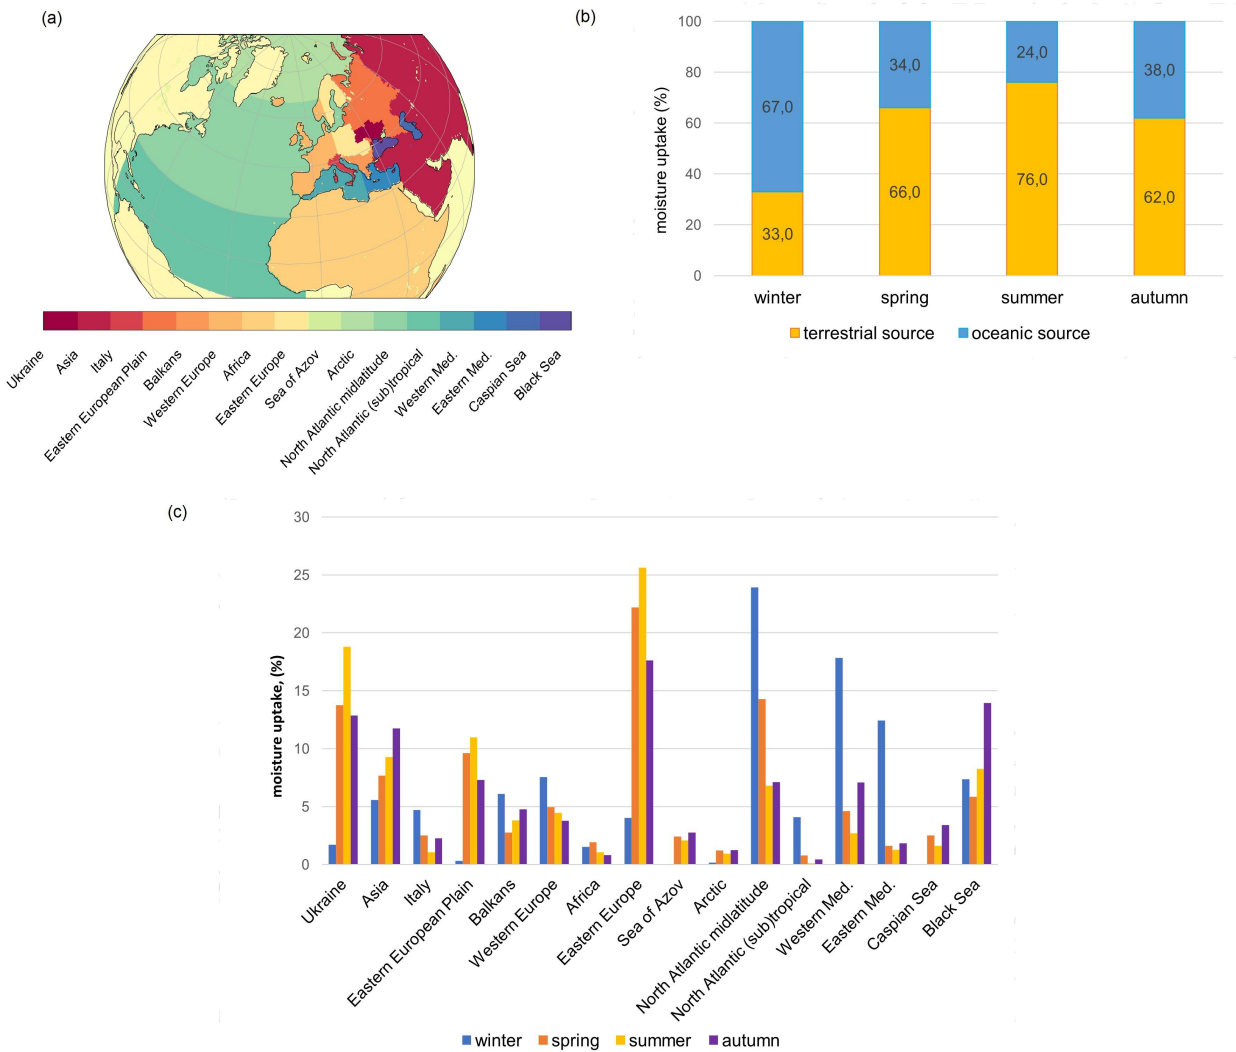 (a)
Ukraine
Asia
Italy
Eastern European Plain
Balkans
Western Europe
Africa
Eastern Europe
Sea of Azov
Arctic
North Atlantic midlatitude
North Atlantic (sub)tropical
Western Med.
Eastern Med.
Caspian Sea
Black Sea
(b)
moisture uptake (%)
100
80
60
40
20
0
67,0
33,0
34,0
66,0
24,0
76,0
38,0
62,0
winter spring summer autumn
terrestrial source oceanic source
(c)
moisture uptake, (%)
30
25
20
15
10
5
0
Ukraine
Asia
Italy
Eastern European Plain
Balkans
Western Europe
Africa
Eastern Europe
Sea of Azov
Arctic
North Atlantic midlatitude
North Atlantic (sub)tropical
Western Med.
Eastern Med.
Caspian Sea
Black Sea
winter spring summer autumn